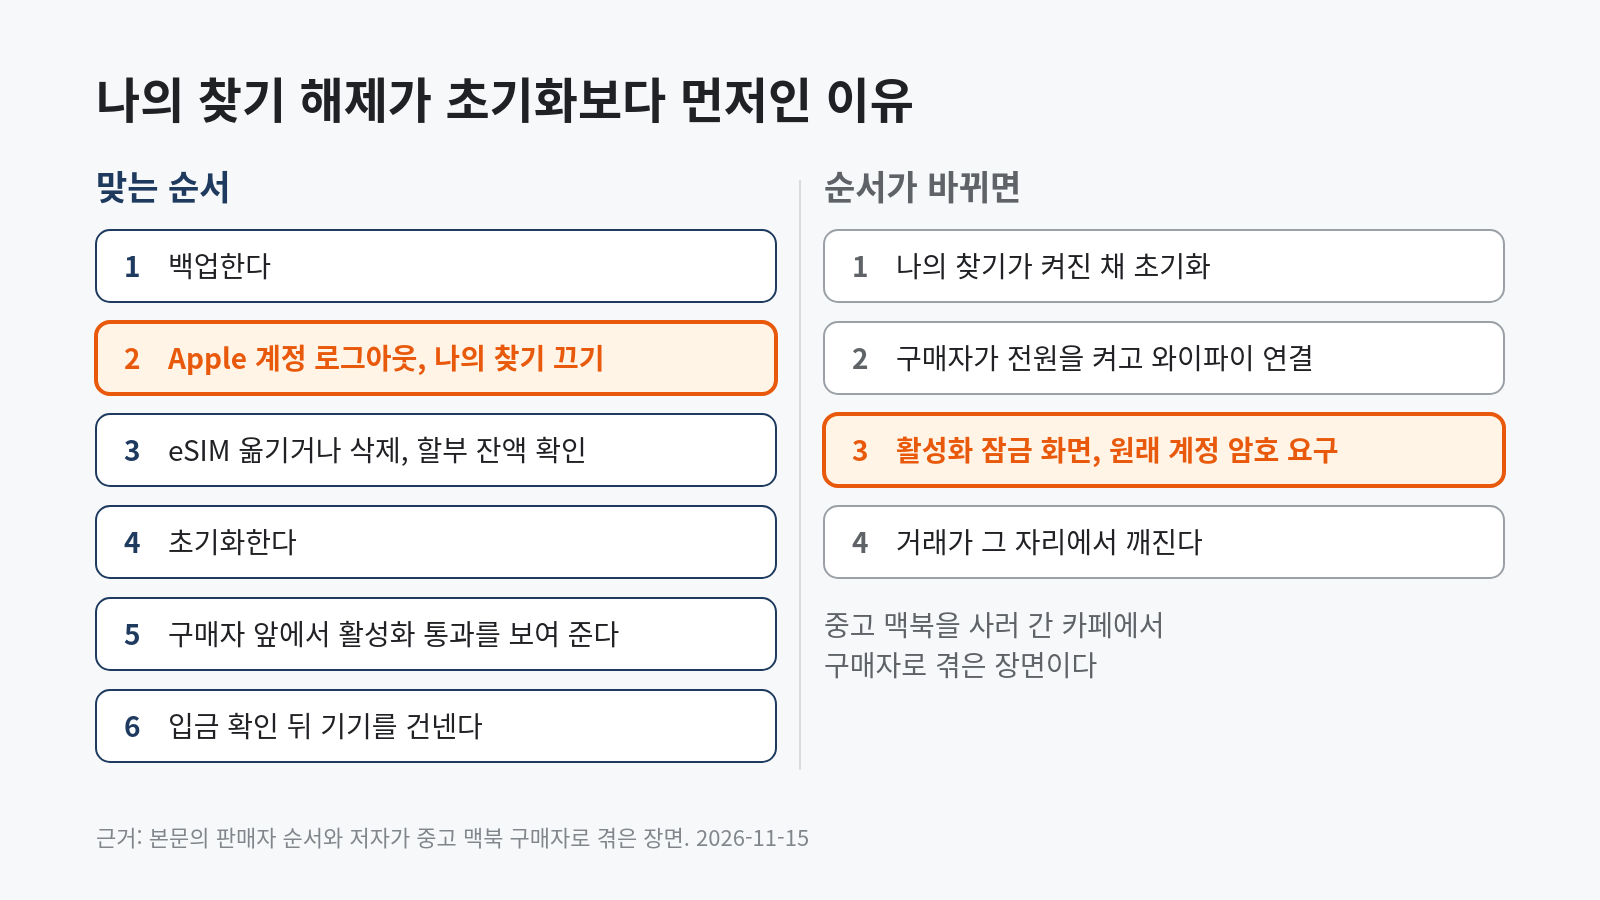 나의 찾기 해제가 초기화보다 먼저인 이유
맞는 순서
1 백업한다
2 Apple 계정 로그아웃, 나의 찾기 끄기
3 eSIM 옮기거나 삭제, 할부 잔액 확인
4 초기화한다
5 구매자 앞에서 활성화 통과를 보여 준다
6 입금 확인 뒤 기기를 건넨다
순서가 바뀌면
1 나의 찾기가 켜진 채 초기화
2 구매자가 전원을 켜고 와이파이 연결
3 활성화 잠금 화면, 원래 계정 암호 요구
4 거래가 그 자리에서 깨진다
중고 맥북을 사러 간 카페에서
구매자로 겪은 장면이다
근거: 본문의 판매자 순서와 저자가 중고 맥북 구매자로 겪은 장면. 2026-11-15